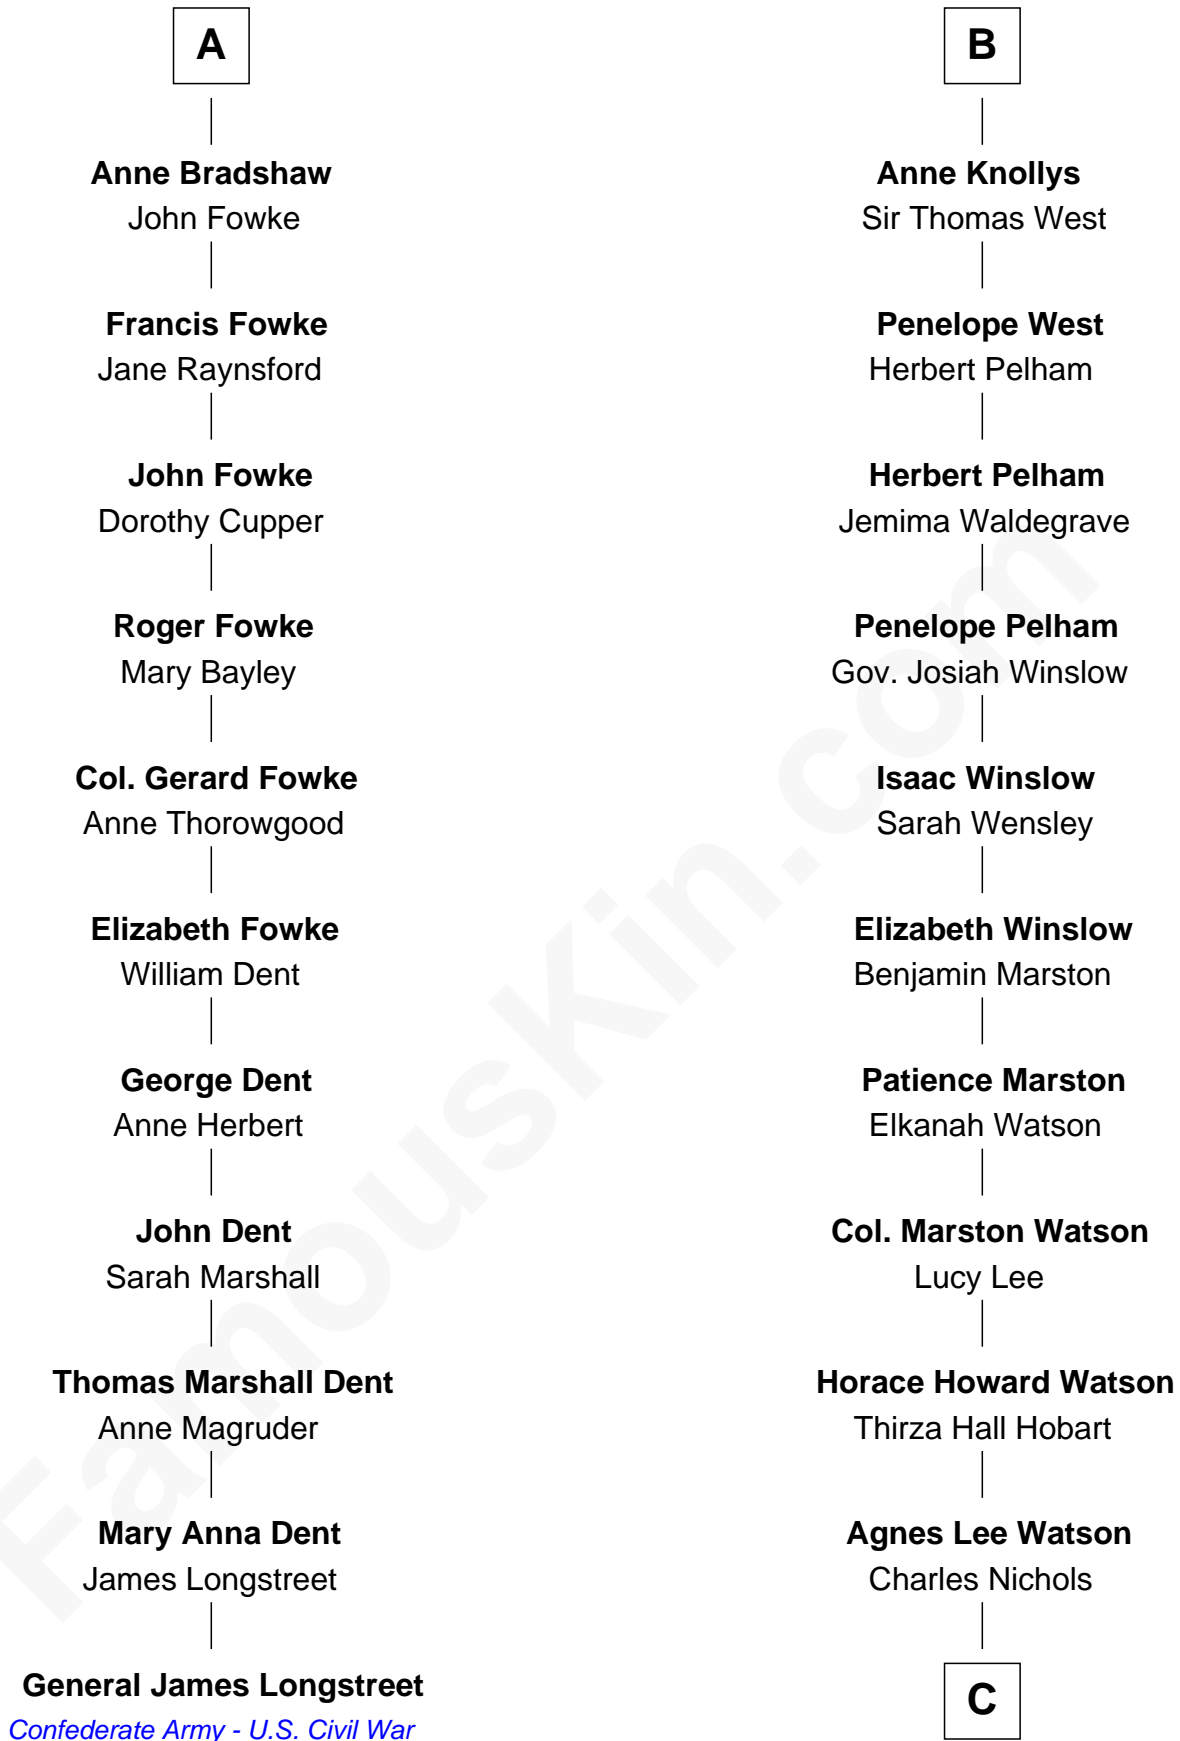 A
Anne Bradshaw
John Fowke
Francis Fowke
Jane Raynsford
John Fowke
Dorothy Cupper
Roger Fowke
Mary Bayley
Col. Gerard Fowke
Anne Thorowgood
Elizabeth Fowke
William Dent
George Dent
Anne Herbert
John Dent
Sarah Marshall
Thomas Marshall Dent
Anne Magruder
Mary Anna Dent
James Longstreet
General James Longstreet
Confederate Army - U.S. Civil War
B
Anne Knollys
Sir Thomas West
Penelope West
Herbert Pelham
Herbert Pelham
Jemima Waldegrave
Penelope Pelham
Gov. Josiah Winslow
Isaac Winslow
Sarah Wensley
Elizabeth Winslow
Benjamin Marston
Patience Marston
Elkanah Watson
Col. Marston Watson
Lucy Lee
Horace Howard Watson
Thirza Hall Hobart
Agnes Lee Watson
Charles Nichols
C
FamousKin.com